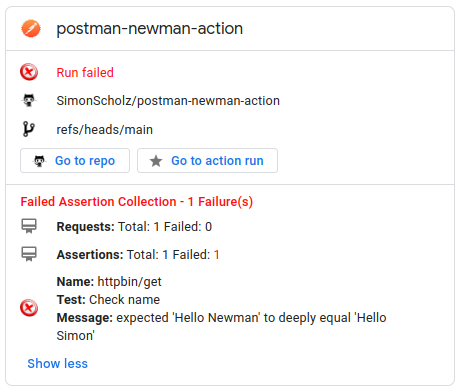 postman-newman-action
Run failed
SimonScholz/postman-newman-action
refs/heads/main
Go to repo Go to action run
Failed Assertion Collection - 1 Failure(s)
Requests: Total: 1 Failed: 0
Assertions: Total: 1 Failed: 1
Name: httpbin/get
Test: Check name
Message: expected 'Hello Newman' to deeply equal 'Hello
Simon'
Show less